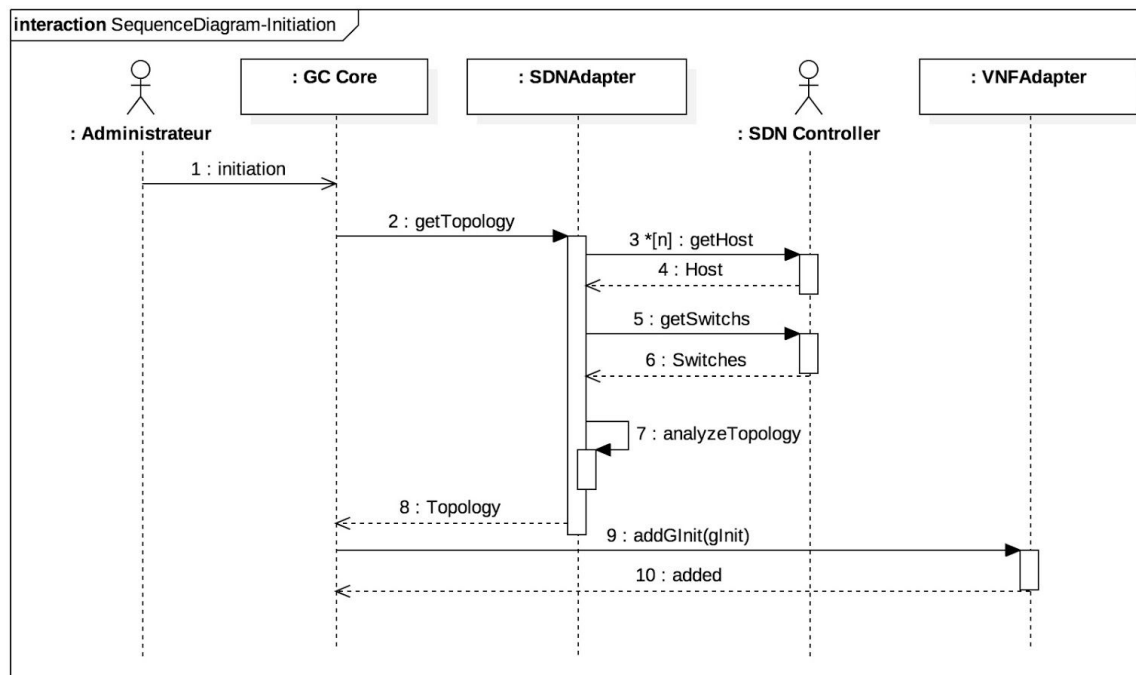 interaction SequenceDiagram-Initiation
: GC Core
: SDNAdapter
: VNFAdapter
: Administrateur
: SDN Controller
1 : initiation
2 : getTopology
3 *[n] : getHost
4 : Host
5 : getSwitchs
6 : Switches
7 : analyzeTopology
8 : Topology
9 : addGInit(gInit)
10 : added